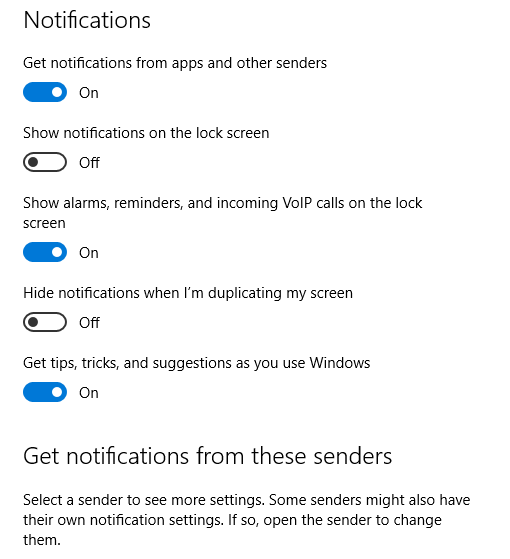 Notifications
Get notifications from apps and other senders
On
Show notifications on the lock screen
Off
Show alarms, reminders, and incoming VoIP calls on the lock
screen
On
Hide notifications when I’m duplicating my screen
Off
Get tips, tricks, and suggestions as you use Windows
On
Get notifications from these senders
Select a sender to see more settings. Some senders might also have
their own notification settings. If so, open the sender to change
them.